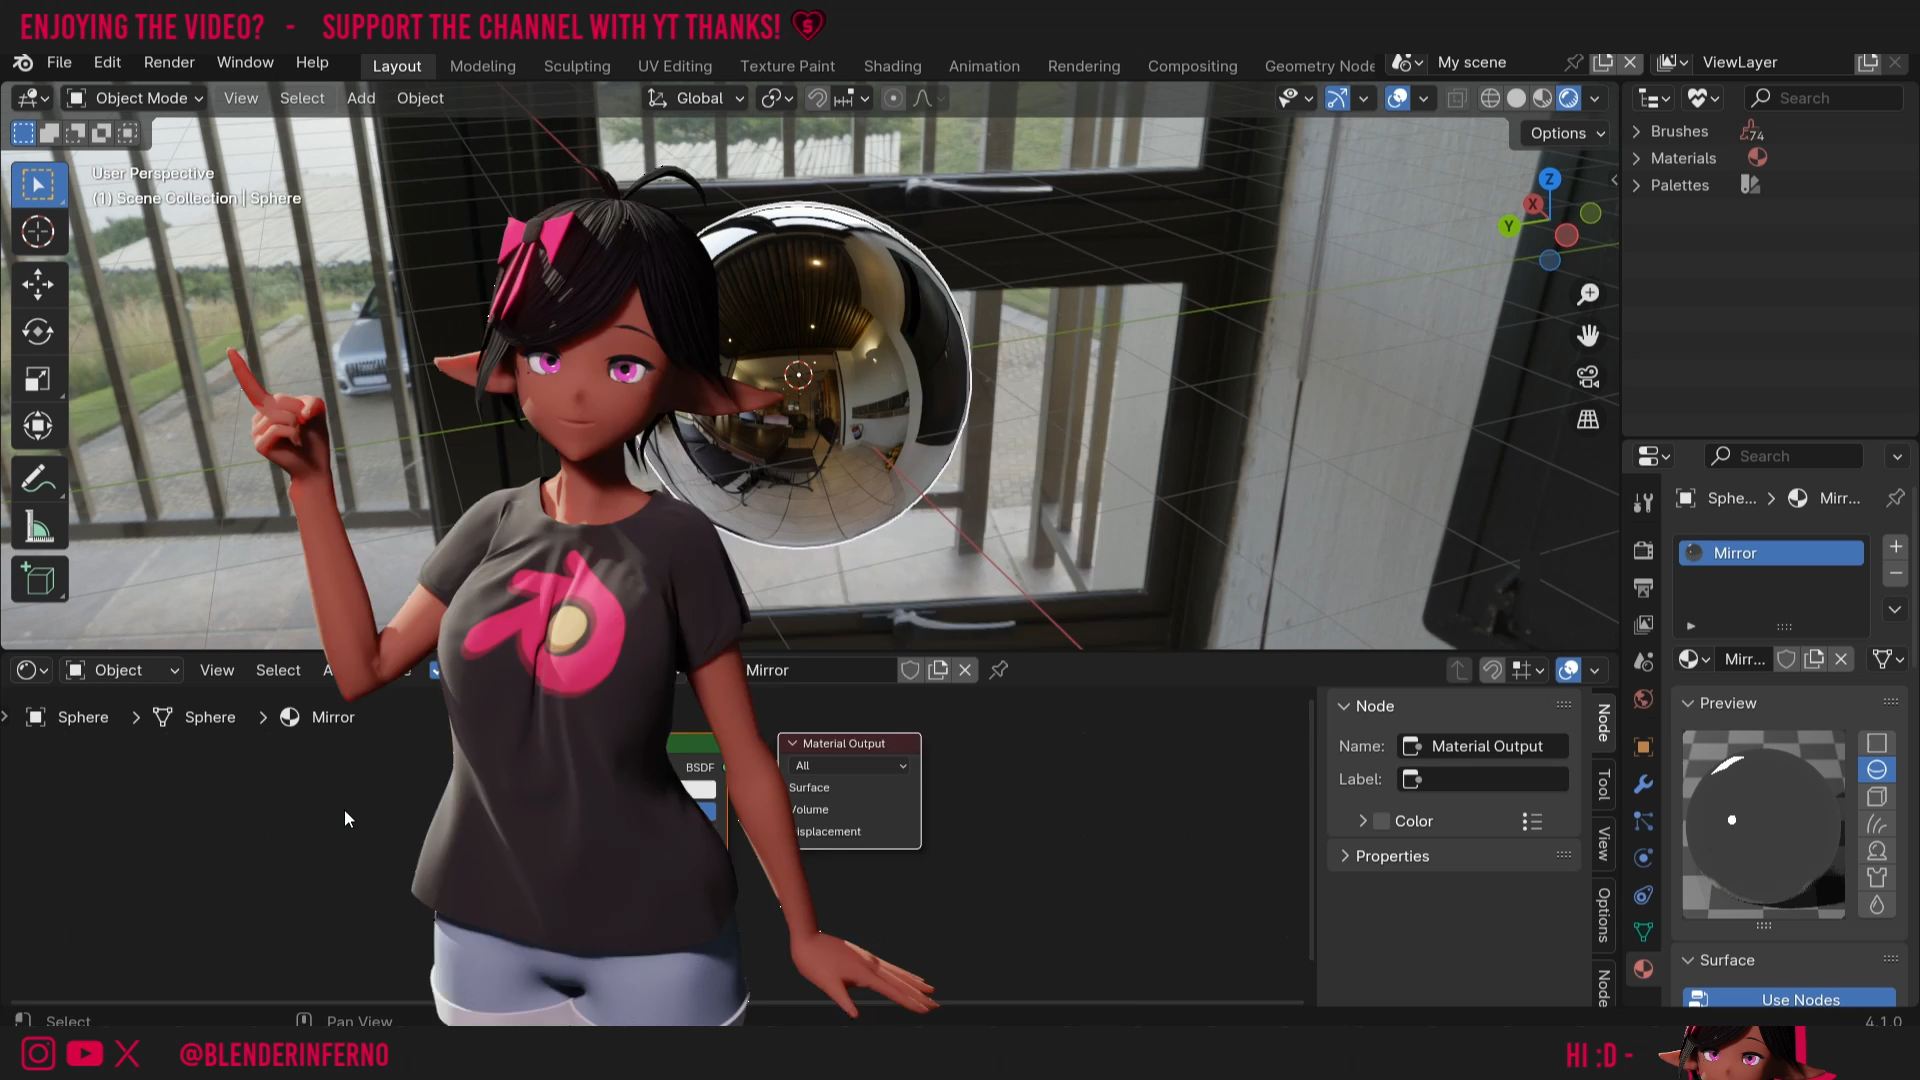 ENJOYING THE VIDEO? - SUPPORT THE CHANNEL WITH YT THANKS!
File Edit Render Window Help
Layout Modeling Sculpting UV Editing Texture Paint Shading Animation Rendering Compositing Geometry Node
My scene
ViewLayer
Object Mode View Select Add Object
Global
Search
Options
User Perspective
(1) Scene Collection | Sphere
Brushes
74
Materials
Palettes
Z
X
Y
Search
Sphe... > Mirr...
Mirror
Mirr...
Preview
Surface
Use Nodes
Object View Select
Mirror
Sphere > Sphere > Mirror
BSDF
Material Output
All
Surface
Volume
isplacement
Node
Name: Material Output
Label:
Color
Properties
Node
Tool
View
Options
Node
Select
Pan View
4.1.0
@BLENDERINFERNO
HI :D -